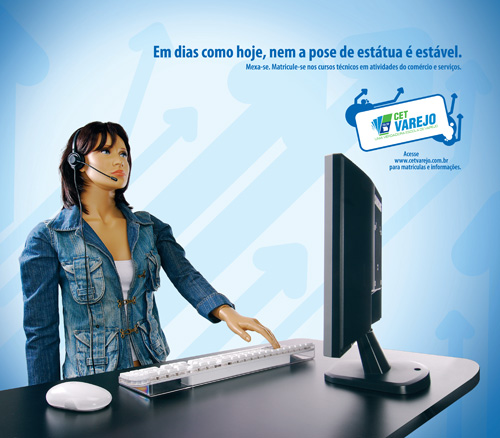 Em dias como hoje, nem a pose de estátua é estável.
Mexa-se. Matricule-se nos cursos técnicos em atividades do comércio e serviços.
CET
VAREJO
Acesse
www.cetvarejo.com.br
para matrículas e informações.